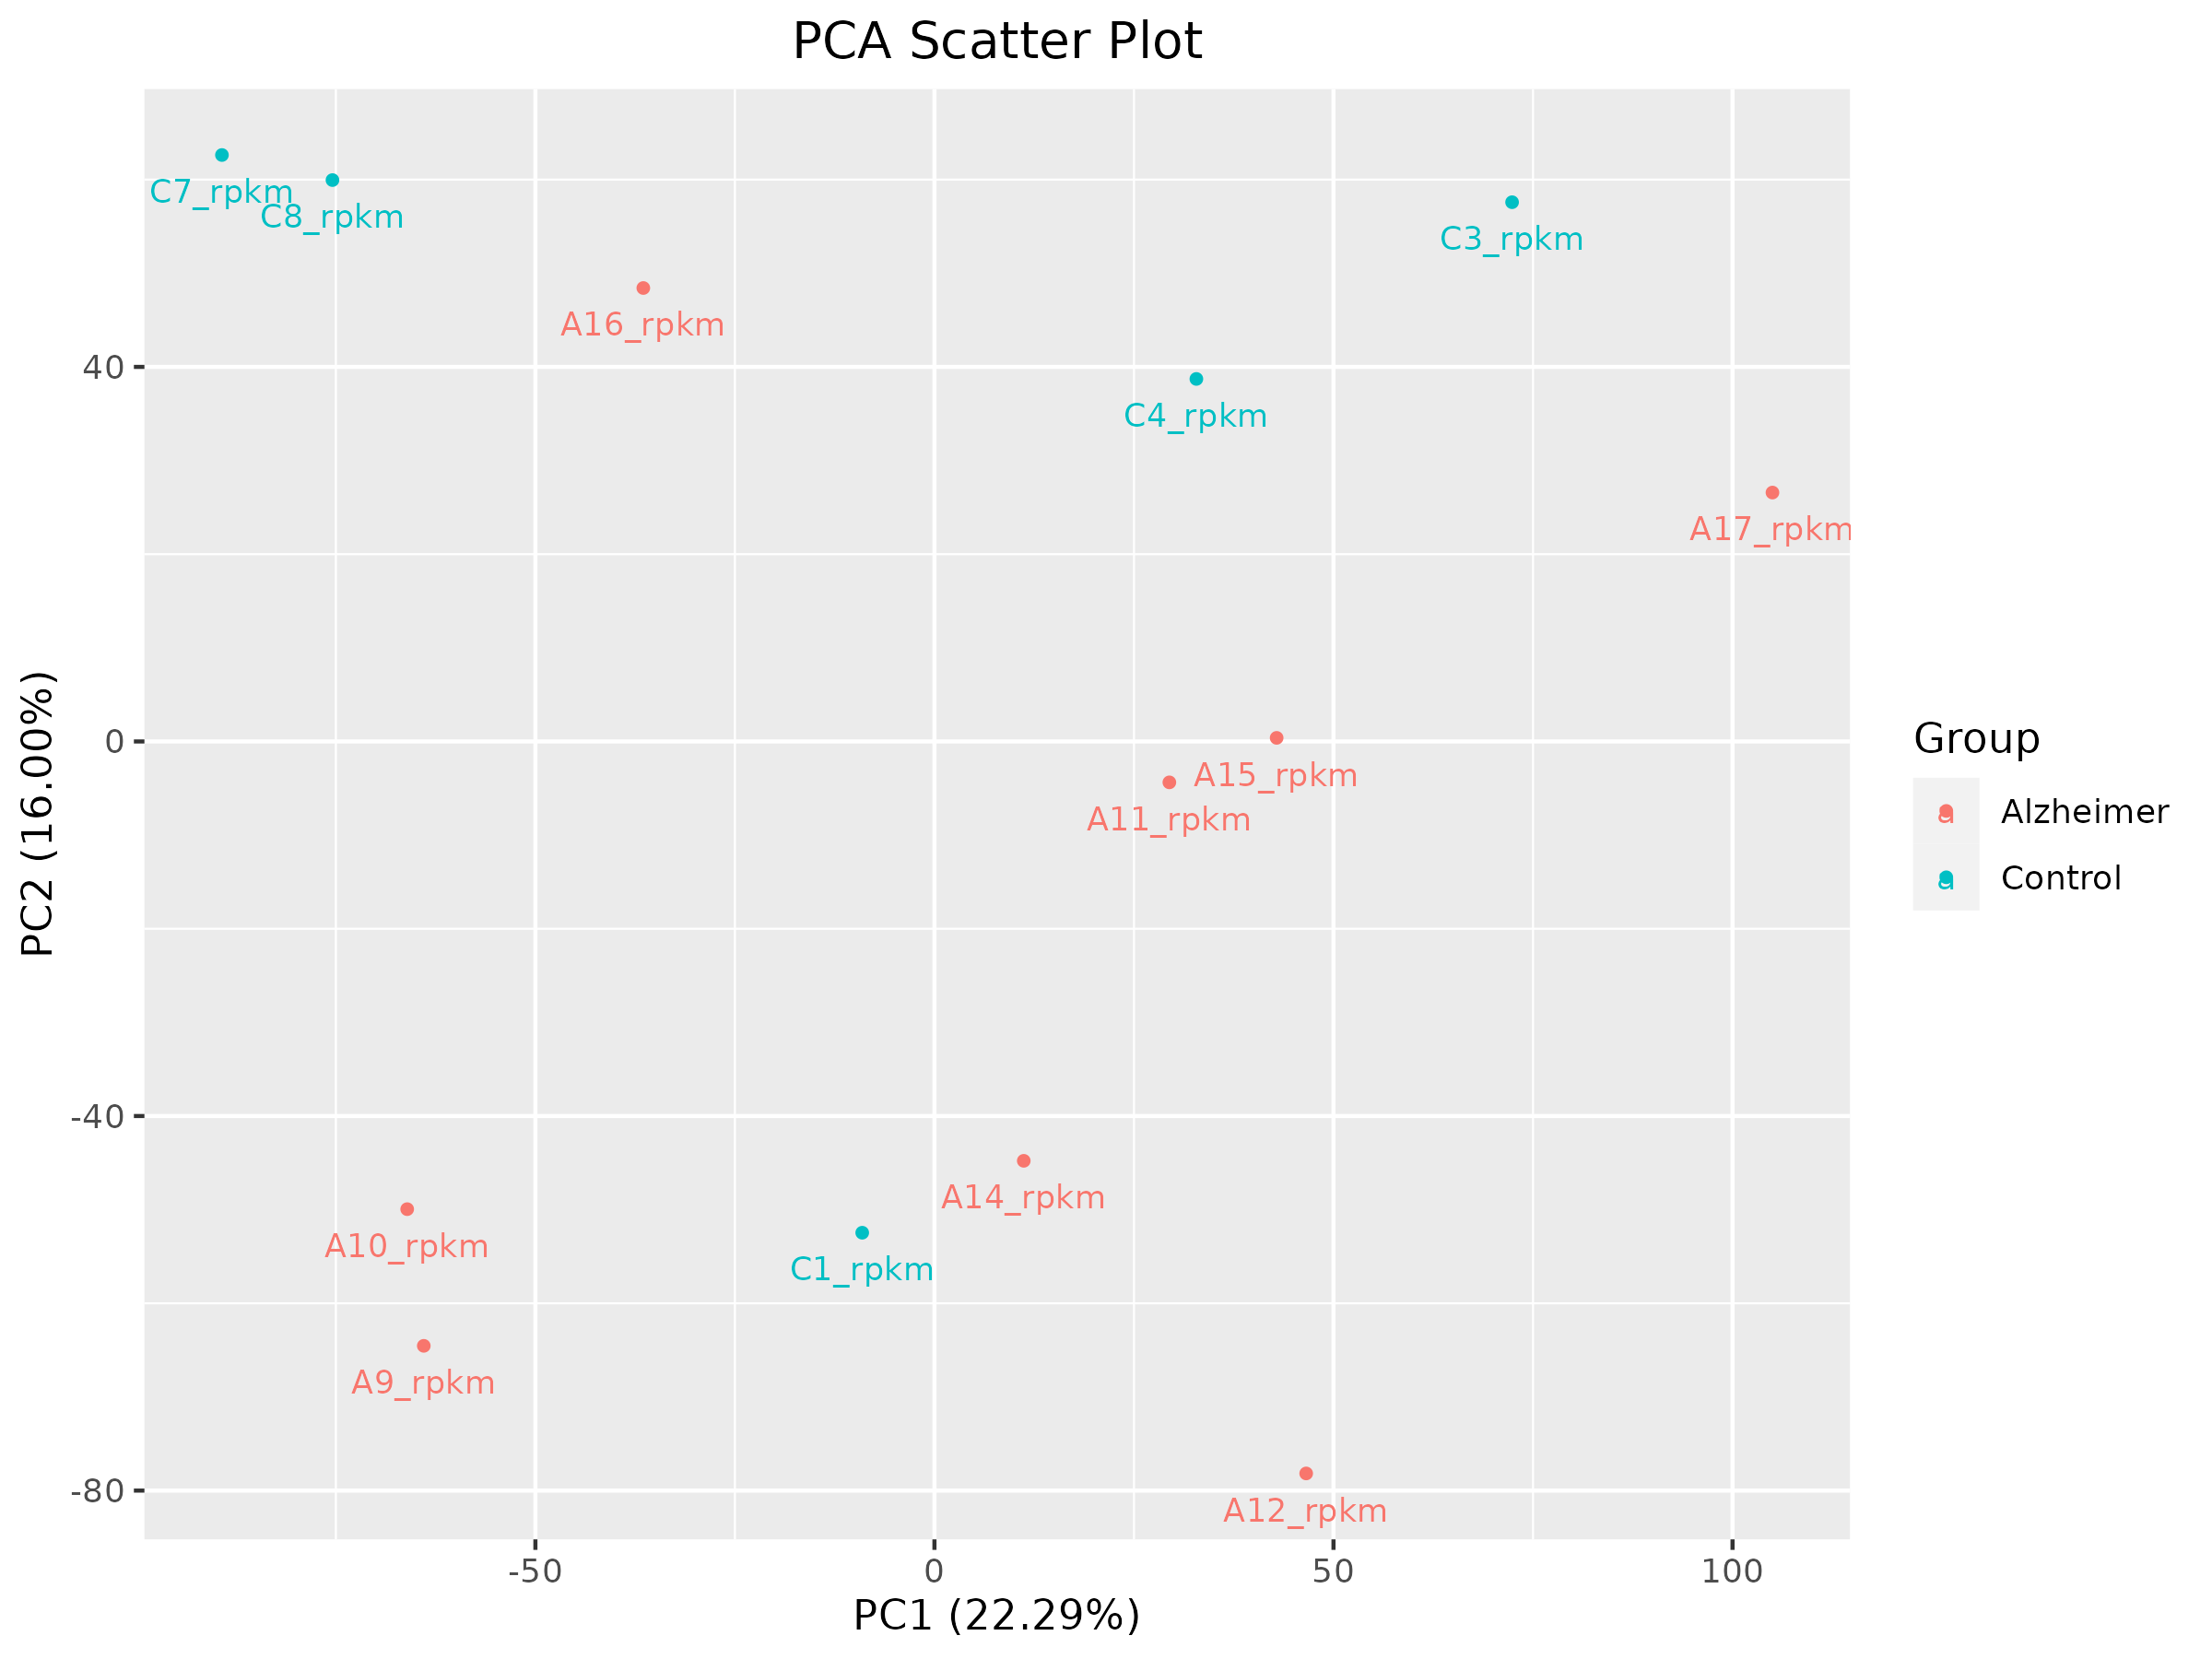 PCA Scatter Plot
C7_rpkm
C8_rpkm
C3_rpkm
A16_rpkm
40
C4_rpkm
A17_rpkm
PC2 (16.00%)
0
A15_rpkm
A11_rpkm
Group
a Alzheimer
a Control
-40
A14_rpkm
A10_rpkm
C1_rpkm
A9_rpkm
-80
A12_rpkm
-50 0 50 100
PC1 (22.29%)